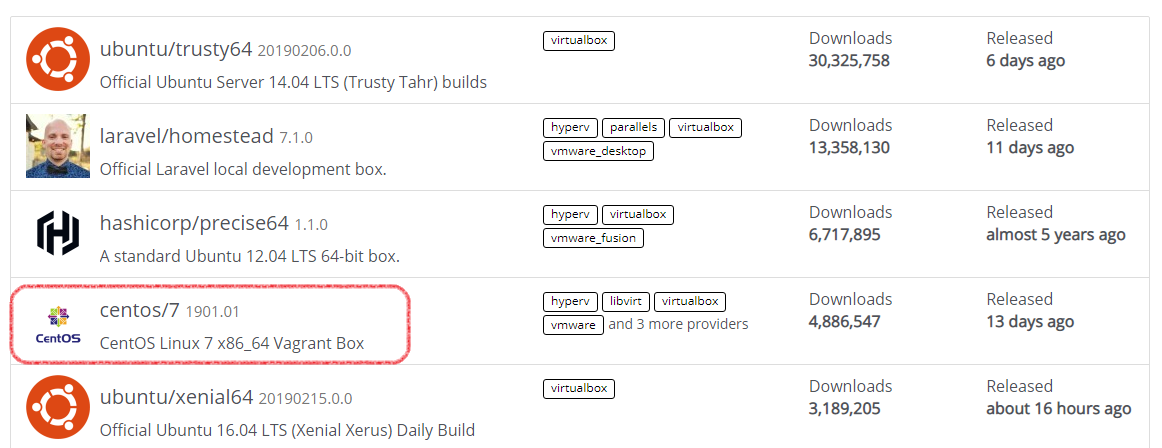 ubuntu/trusty64 20190206.0.0
Official Ubuntu Server 14.04 LTS (Trusty Tahr) builds
virtualbox
Downloads
30,325,758
Released
6 days ago
laravel/homestead 7.1.0
Official Laravel local development box.
hyperv parallels virtualbox
vmware_desktop
Downloads
13,358,130
Released
11 days ago
hashicorp/precise64 1.1.0
A standard Ubuntu 12.04 LTS 64-bit box.
hyperv virtualbox
vmware_fusion
Downloads
6,717,895
Released
almost 5 years ago
CentOS
centos/7 1901.01
CentOS Linux 7 x86_64 Vagrant Box
hyperv libvirt virtualbox
vmware and 3 more providers
Downloads
4,886,547
Released
13 days ago
ubuntu/xenial64 20190215.0.0
Official Ubuntu 16.04 LTS (Xenial Xerus) Daily Build
virtualbox
Downloads
3,189,205
Released
about 16 hours ago